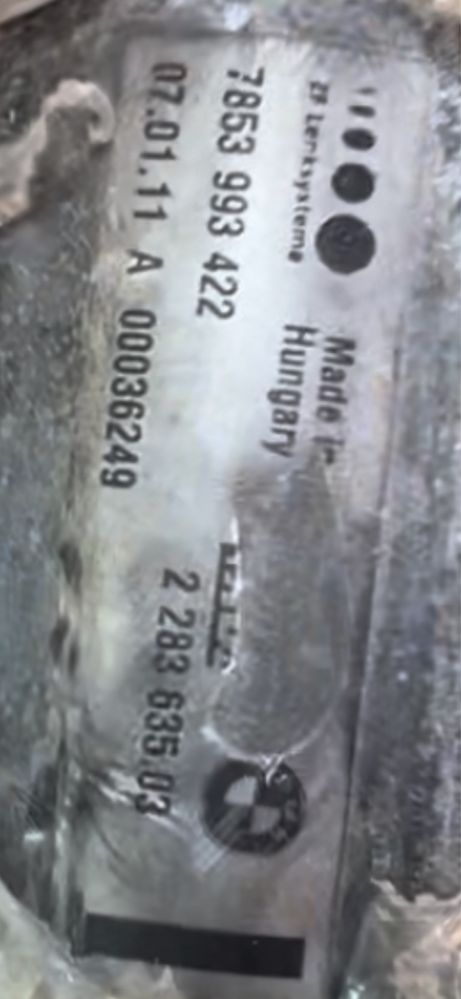 ZF Lenksysteme
Made in
Hungary
7853 993 422
07.01.11 A 00036249
2 283 635.03